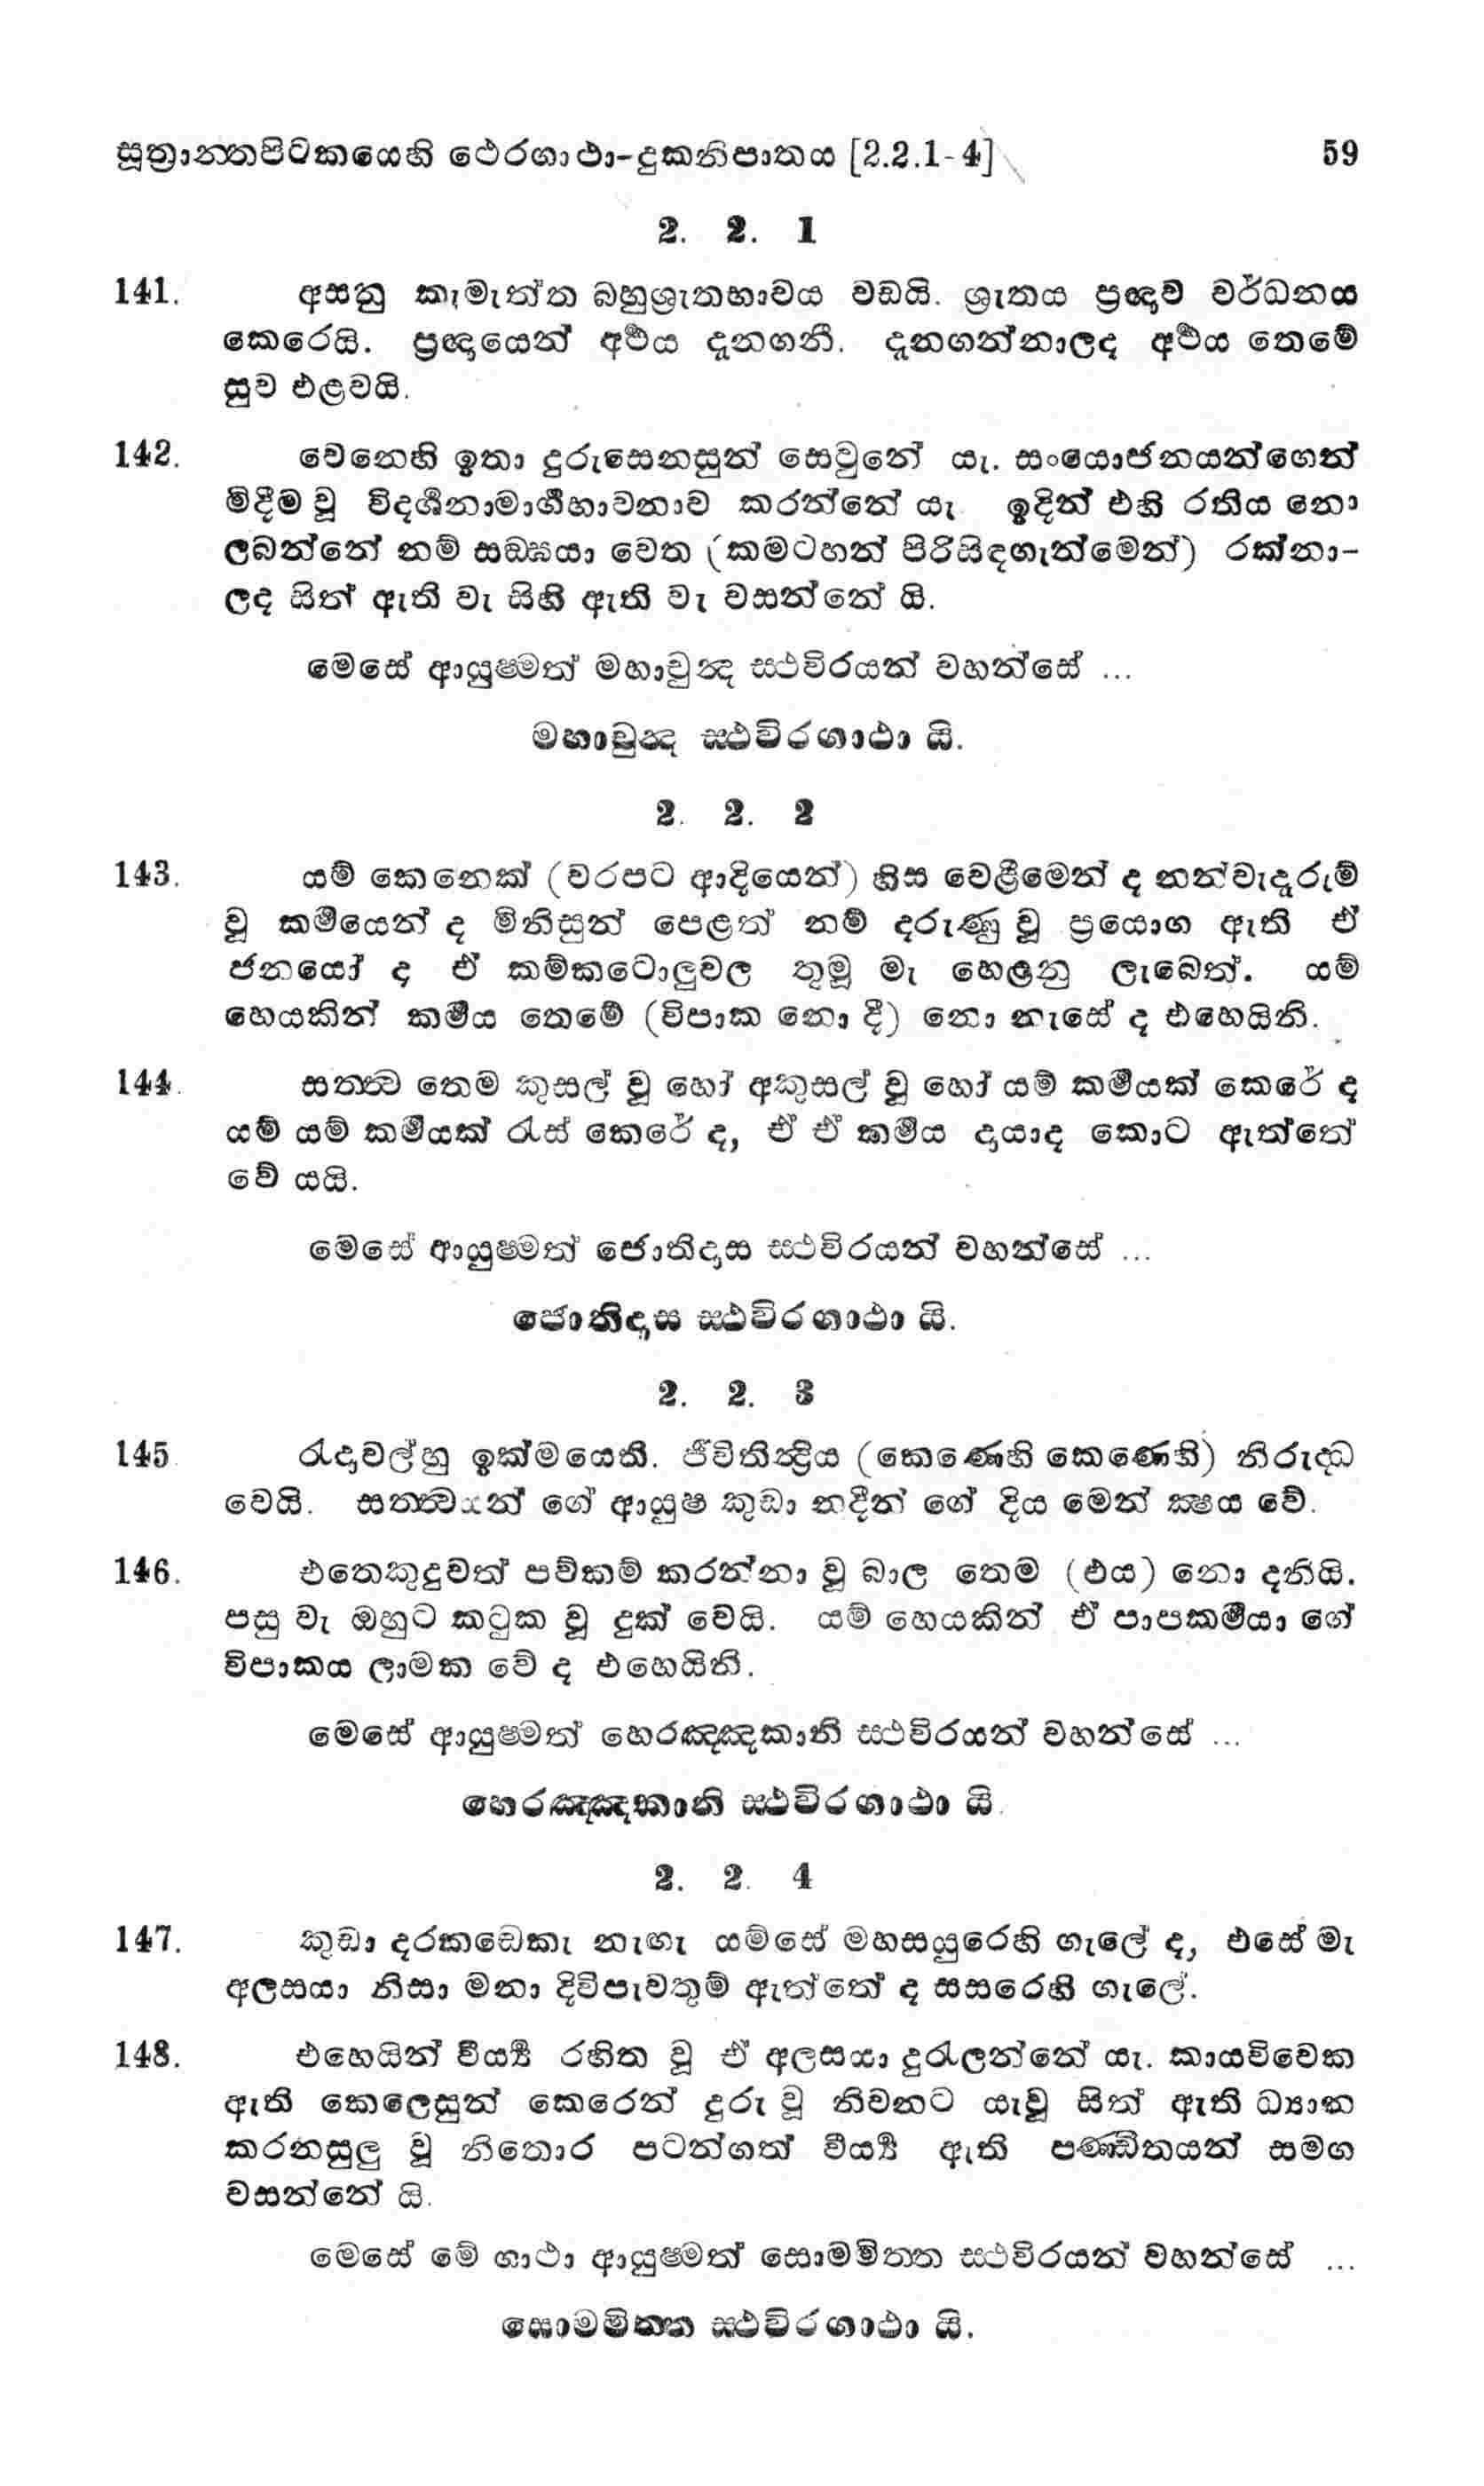 සූත්‍රාන්තපිටකයෙහි ථෙරගාථා-දුකනිපාතය [2.2.1-4] 59
2. 2. 1
141. අසනු කැමැත්ත බහුශ්‍රැතභාවය වඩයි. ශ්‍රැතය ප්‍රඥාව වර්ධනය
කෙරෙයි. ප්‍රඥායෙන් අර්‍ථය දැනගනී. දැනගන්නාලද අර්‍ථය තෙමේ
සුව එළවයි.
142. වෙනෙහි ඉතා දුරුසෙනසුන් සෙවුනේ යැ. සංයොජනයන්ගෙන්
මිදීම වූ විදර්‍ශනාමාර්‍ගභාවනාව කරන්නේ යැ ඉදින් එහි රතිය නො
ලබන්නේ නම් සඞ්ඝයා වෙත (කමටහන් පිරිසිඳගැන්මෙන්) රක්නා-
ලද සිත් ඇති වැ සිහි ඇති වැ වසන්නේ යි.
මෙසේ ආයුෂ්මත් මහාචුන්‍ද ස්ථවිරයන් වහන්සේ ...
මහාචුන්‍ද ස්ථවිරගාථා යි.
2. 2. 2
143. යම් කෙනෙක් (වරපට ආදියෙන්) හිස වෙළීමෙන් ද නන්වැදෑරුම්
වූ කර්‍මයෙන් ද මිනිසුන් පෙළත් නම් දරුණු වූ ප්‍රයොග ඇති ඒ
ජනයෝ ද ඒ කම්කටොලුවල තුමූ මැ හෙළනු ලැබෙත්. යම්
හෙයකින් කර්‍මය තෙමේ (විපාක නො දී) නො නැසේ ද එහෙයිනි.
144. සත්ත්‍ව තෙම කුසල් වූ හෝ අකුසල් වූ හෝ යම් කර්‍මයක් කෙරේ ද
යම් යම් කර්‍මයක් රැස් කෙරේ ද, ඒ ඒ කර්‍මය දායාද කොට ඇත්තේ
වේ යයි.
මෙසේ ආයුෂ්මත් ජොතිදාස ස්ථවිරයන් වහන්සේ ...
ජොතිදාස ස්ථවිරගාථා යි.
2. 2. 3
145 රෑදාවල්හු ඉක්මයෙති. ජීවිතින්‍ද්‍රිය (කෙණෙහි කෙණෙහි) නිරුද්ධ
වෙයි. සත්ත්‍වයන් ගේ ආයුෂ කුඩා නදීන් ගේ දිය මෙන් ක්‍ෂය වේ.
146. එතෙකුදුවත් පව්කම් කරන්නා වූ බාල තෙම (එය) නො දනියි.
පසු වැ ඔහුට කටුක වූ දුක් වෙයි. යම් හෙයකින් ඒ පාපකර්‍මයා ගේ
විපාකය ලාමක වේ ද එහෙයිනි.
මෙසේ ආයුෂ්මත් හෙරඤ්ඤකානි ස්ථවිරයන් වහන්සේ ...
හෙරඤ්ඤකානි ස්ථවිරගාථා යි.
2. 2. 4
147. කුඩා දරකඩෙකැ නැඟැ යම්සේ මහසයුරෙහි ගැලේ ද, එසේ මැ
අලසයා නිසා මනා දිවිපැවතුම් ඇත්තේ ද සසරෙහි ගැලේ.
148. එහෙයින් වීර්‍ය්‍ය රහිත වූ ඒ අලසයා දුරලන්නේ යැ. කායවිවෙක
ඇති කෙලෙසුන් කෙරෙන් දුරු වූ නිවනට යැවූ සිත් ඇති ධ්‍යාන
කරනසුලු වූ නිතොර පටන්ගත් වීර්‍ය්‍ය ඇති පණ්ඩිතයන් සමග
වසන්නේ යි.
මෙසේ මේ ගාථා ආයුෂ්මත් සොමමිත්ත ස්ථවිරයන් වහන්සේ ...
සොමමිත්ත ස්ථවිරගාථා යි.